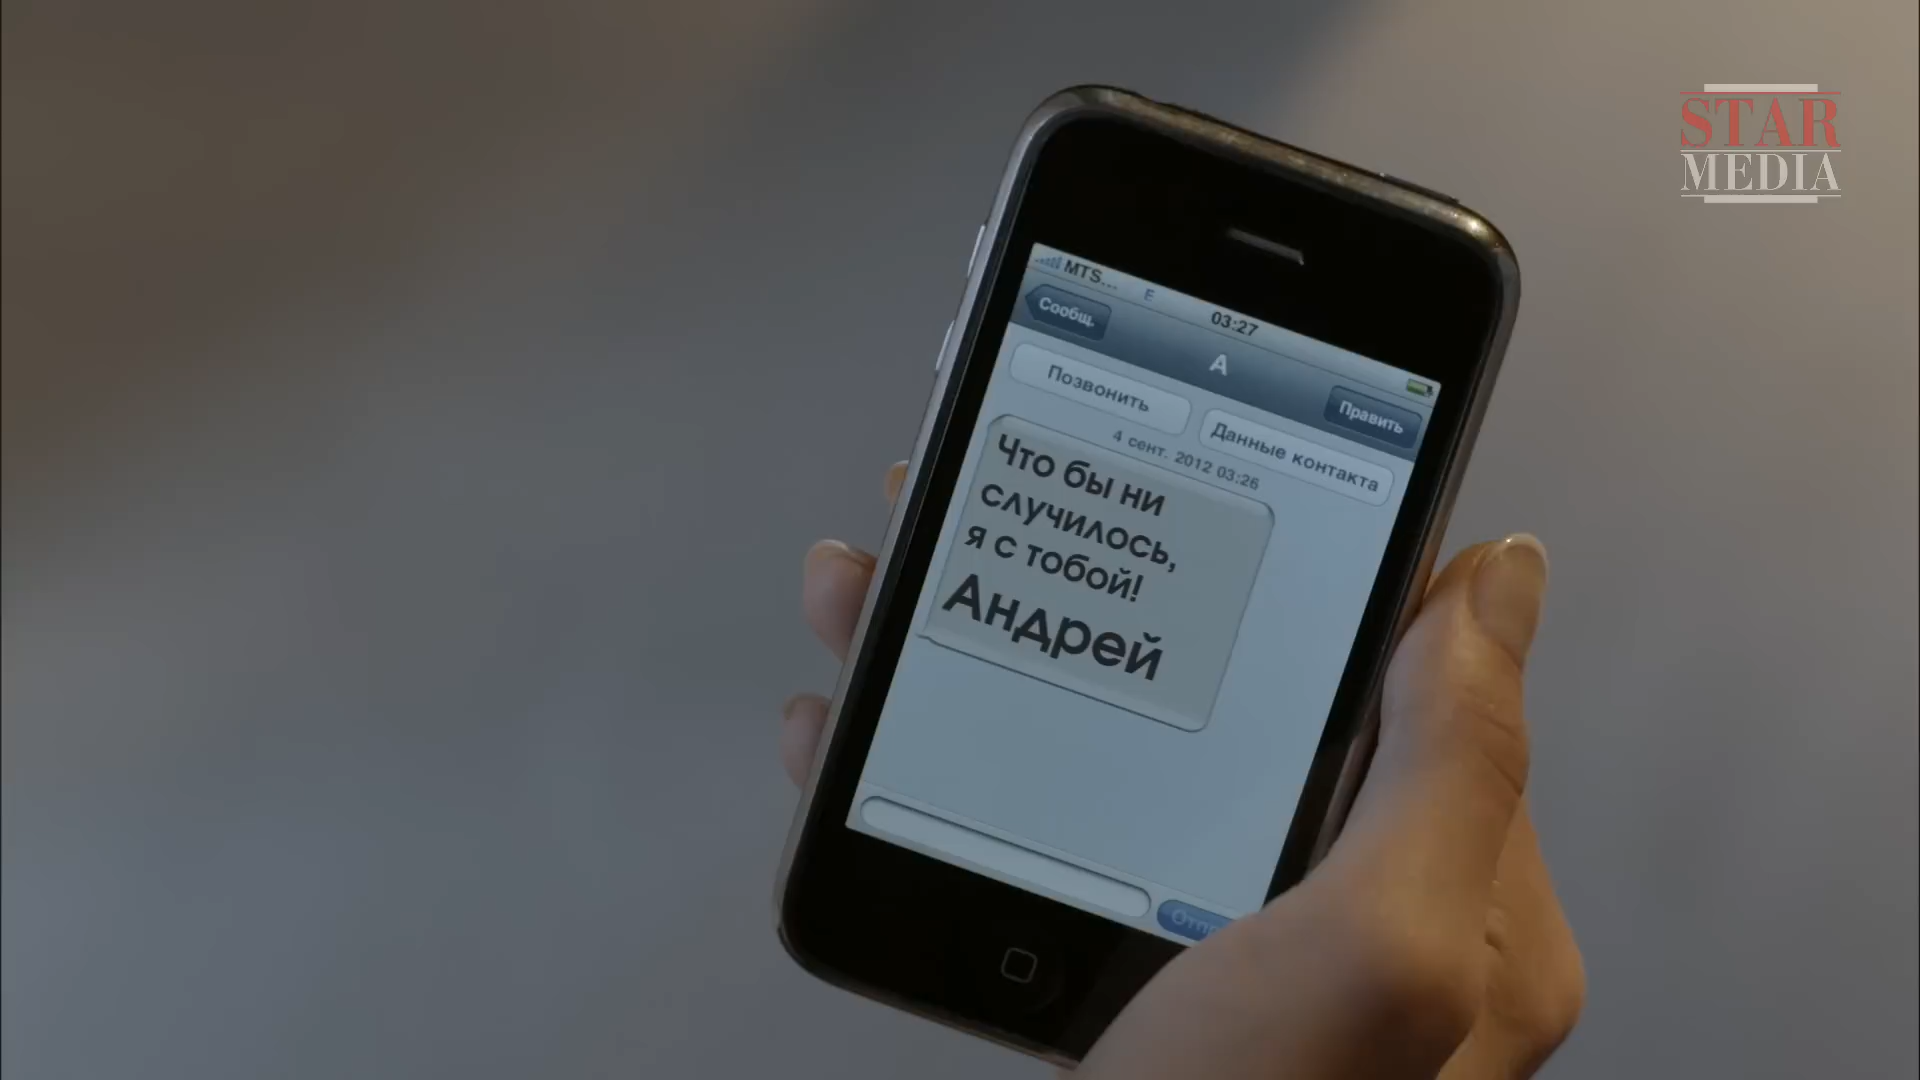 STAR
MEDIA
MTS... E 03:27
Сообщ. А Править
Позвонить Данные контакта
4 сент. 2012 03:26
Что бы ни
случилось,
я с тобой!
Андрей